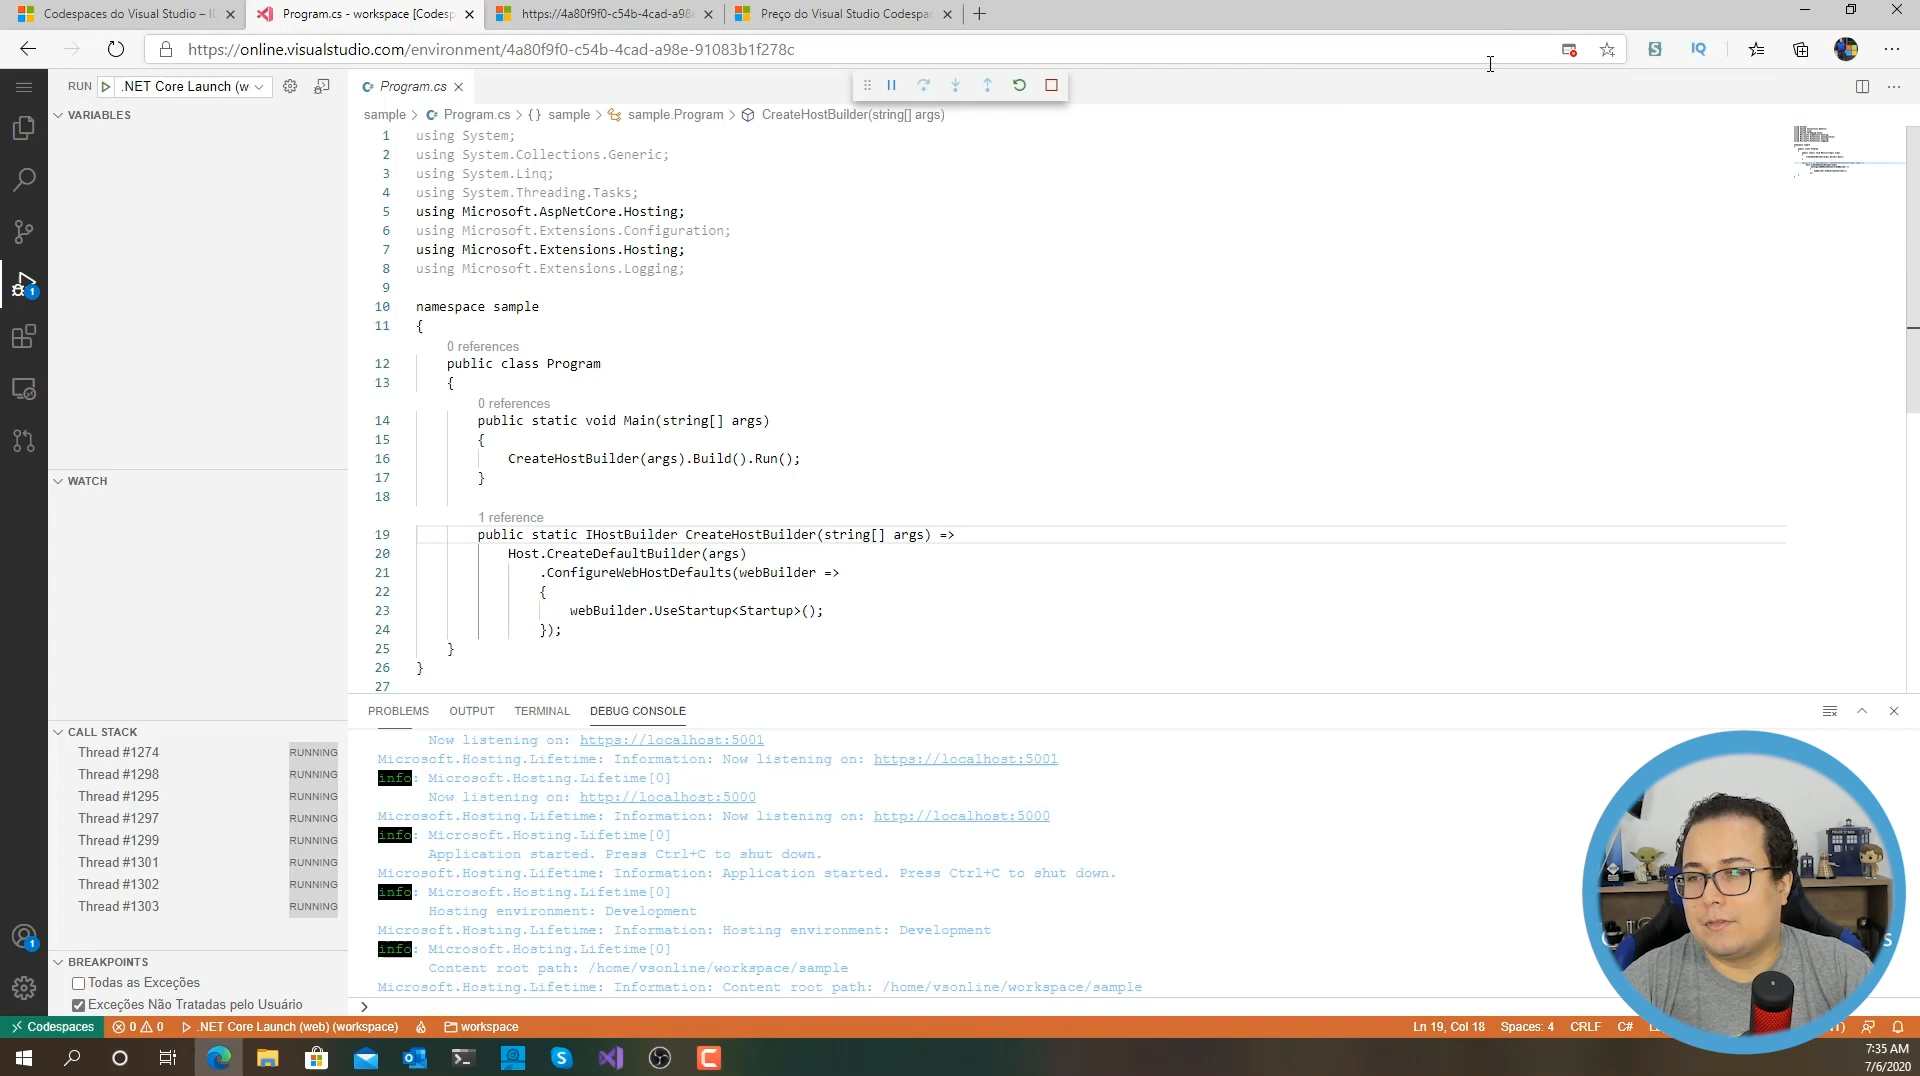 Codespaces do Visual Studio – I
Program.cs - workspace [Codesp
https://4a80f9f0-c54b-4cad-a98e
Preço do Visual Studio Codespac
https://online.visualstudio.com/environment/4a80f9f0-c54b-4cad-a98e-91083b1f278c
RUN
.NET Core Launch (w
Program.cs
sample > Program.cs > {} sample > sample.Program > CreateHostBuilder(string[] args)
VARIABLES
1 using System;
2 using System.Collections.Generic;
3 using System.Linq;
4 using System.Threading.Tasks;
5 using Microsoft.AspNetCore.Hosting;
6 using Microsoft.Extensions.Configuration;
7 using Microsoft.Extensions.Hosting;
8 using Microsoft.Extensions.Logging;
9
10 namespace sample
11 {
0 references
12 public class Program
13 {
0 references
14 public static void Main(string[] args)
15 {
16 CreateHostBuilder(args).Build().Run();
17 }
18
1 reference
19 public static IHostBuilder CreateHostBuilder(string[] args) =>
20 Host.CreateDefaultBuilder(args)
21 .ConfigureWebHostDefaults(webBuilder =>
22 {
23 webBuilder.UseStartup<Startup>();
24 });
25 }
26 }
27
WATCH
CALL STACK
Thread #1274 RUNNING
Thread #1298 RUNNING
Thread #1295 RUNNING
Thread #1297 RUNNING
Thread #1299 RUNNING
Thread #1301 RUNNING
Thread #1302 RUNNING
Thread #1303 RUNNING
BREAKPOINTS
Todas as Exceções
Exceções Não Tratadas pelo Usuário
PROBLEMS OUTPUT TERMINAL DEBUG CONSOLE
Now listening on: https://localhost:5001
Microsoft.Hosting.Lifetime: Information: Now listening on: https://localhost:5001
info: Microsoft.Hosting.Lifetime[0]
Now listening on: http://localhost:5000
Microsoft.Hosting.Lifetime: Information: Now listening on: http://localhost:5000
info: Microsoft.Hosting.Lifetime[0]
Application started. Press Ctrl+C to shut down.
Microsoft.Hosting.Lifetime: Information: Application started. Press Ctrl+C to shut down.
info: Microsoft.Hosting.Lifetime[0]
Hosting environment: Development
Microsoft.Hosting.Lifetime: Information: Hosting environment: Development
info: Microsoft.Hosting.Lifetime[0]
Content root path: /home/vsonline/workspace/sample
Microsoft.Hosting.Lifetime: Information: Content root path: /home/vsonline/workspace/sample
>
Codespaces 0 0 .NET Core Launch (web) (workspace) workspace
Ln 19, Col 18 Spaces: 4 CRLF C#
7:35 AM
7/6/2020